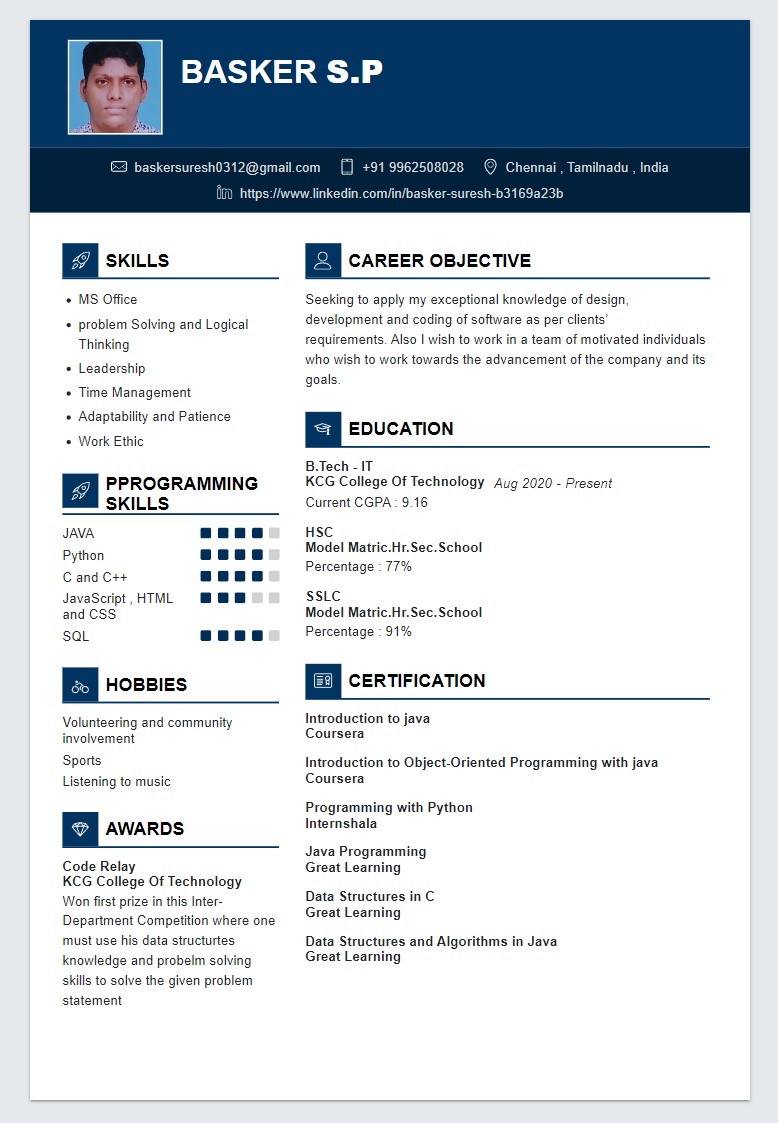 BASKER S.P
baskersuresh0312@gmail.com +91 9962508028 Chennai , Tamilnadu , India
https://www.linkedin.com/in/basker-suresh-b3169a23b
SKILLS
MS Office
problem Solving and Logical
Thinking
Leadership
Time Management
Adaptability and Patience
Work Ethic
PPROGRAMMING
SKILLS
JAVA
Python
C and C++
JavaScript , HTML
and CSS
SQL
HOBBIES
Volunteering and community
involvement
Sports
Listening to music
AWARDS
Code Relay
KCG College Of Technology
Won first prize in this Inter-
Department Competition where one
must use his data structurtes
knowledge and probelm solving
skills to solve the given problem
statement
CAREER OBJECTIVE
Seeking to apply my exceptional knowledge of design,
development and coding of software as per clients’
requirements. Also I wish to work in a team of motivated individuals
who wish to work towards the advancement of the company and its
goals.
EDUCATION
B.Tech - IT
KCG College Of Technology Aug 2020 - Present
Current CGPA : 9.16
HSC
Model Matric.Hr.Sec.School
Percentage : 77%
SSLC
Model Matric.Hr.Sec.School
Percentage : 91%
CERTIFICATION
Introduction to java
Coursera
Introduction to Object-Oriented Programming with java
Coursera
Programming with Python
Internshala
Java Programming
Great Learning
Data Structures in C
Great Learning
Data Structures and Algorithms in Java
Great Learning